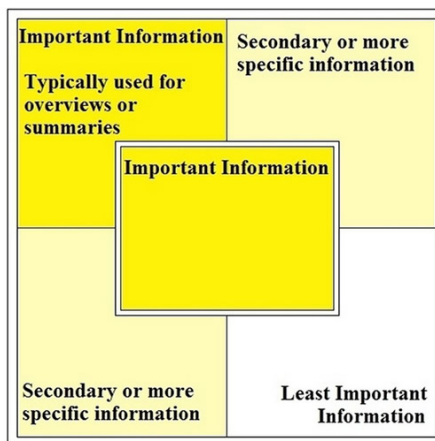 Important Information
Typically used for
overviews or
summaries
Secondary or more
specific information
Important Information
Secondary or more
specific information
Least Important
Information